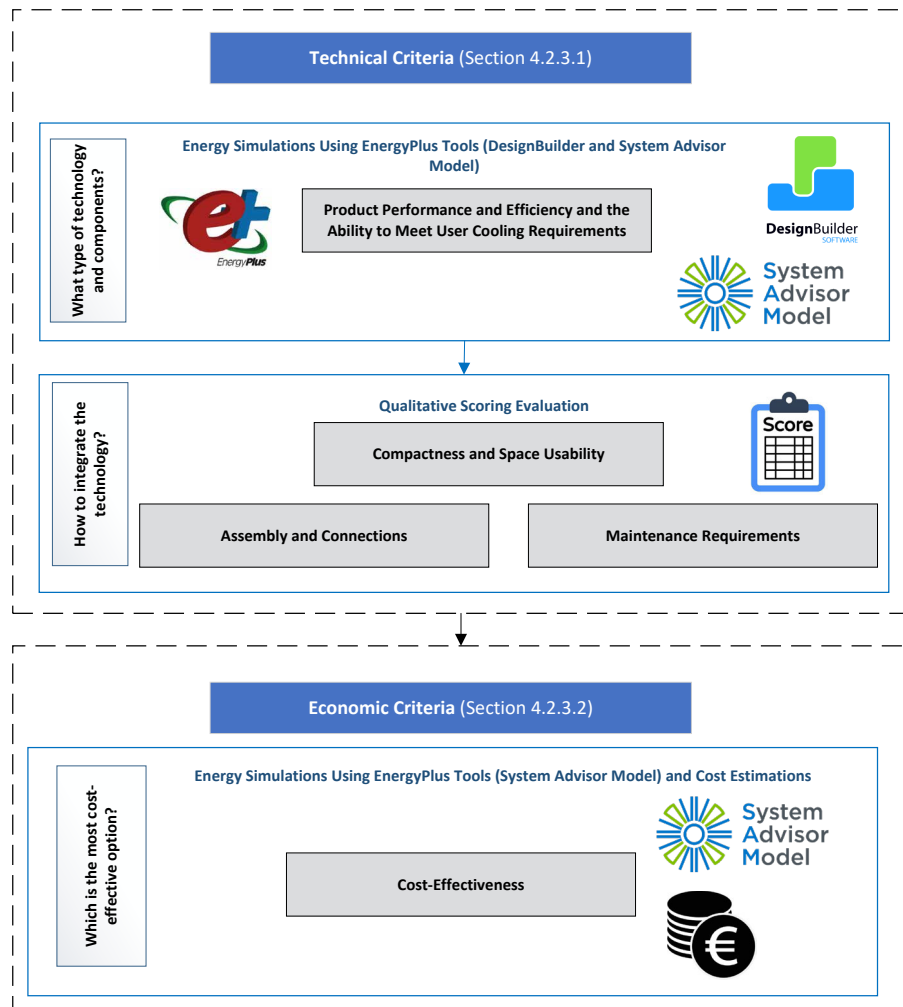 Technical Criteria (Section 4.2.3.1)
What type of technology
and components?
Energy Simulations Using EnergyPlus Tools (DesignBuilder and System Advisor
Model)
e+
EnergyPlus
Product Performance and Efficiency and the
Ability to Meet User Cooling Requirements
DesignBuilder
SOFTWARE
System
Advisor
Model
How to integrate the
technology?
Qualitative Scoring Evaluation
Score
Compactness and Space Usability
Assembly and Connections
Maintenance Requirements
Economic Criteria (Section 4.2.3.2)
Which is the most cost-
effective option?
Energy Simulations Using EnergyPlus Tools (System Advisor Model) and Cost Estimations
System
Advisor
Model
Cost-Effectiveness
€